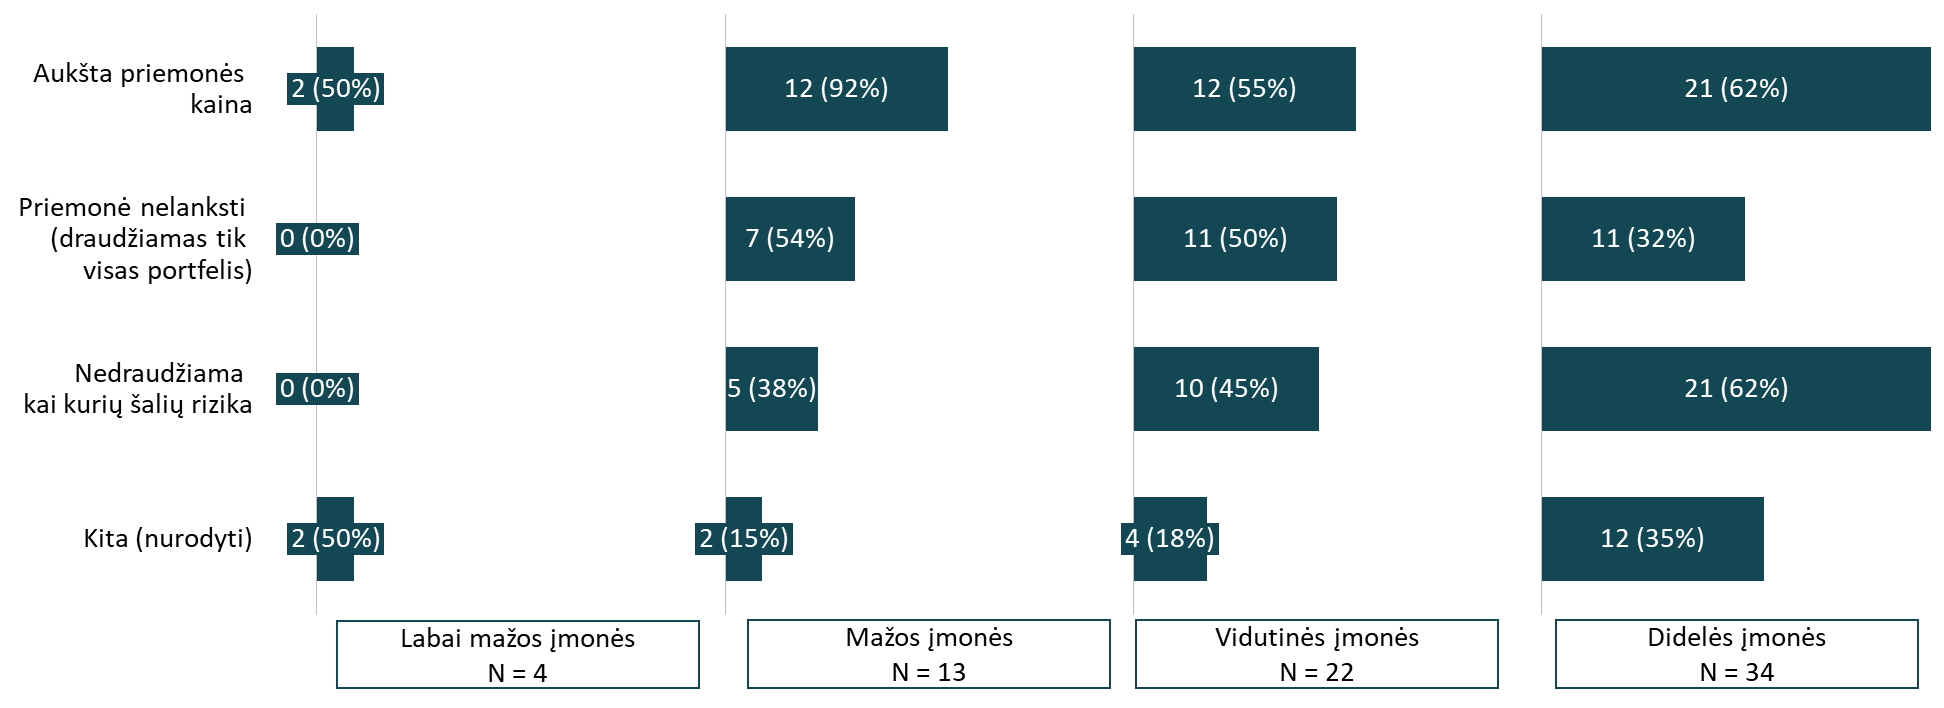 Aukšta priemonės
kaina
2 (50%)
12 (92%)
12 (55%)
21 (62%)
Priemonė nelanksti
(draudžiamas tik
visas portfelis)
0 (0%)
7 (54%)
11 (50%)
11 (32%)
Nedraudžiama
kai kurių šalių rizika
0 (0%)
5 (38%)
10 (45%)
21 (62%)
Kita (nurodyti)
2 (50%)
2 (15%)
4 (18%)
12 (35%)
Labai mažos įmonės
N = 4
Mažos įmonės
N = 13
Vidutinės įmonės
N = 22
Didelės įmonės
N = 34